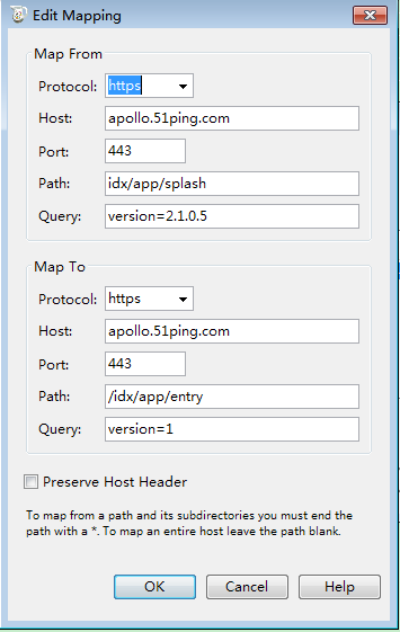 Edit Mapping
Map From
Protocol: https
Host: apollo.51ping.com
Port: 443
Path: idx/app/splash
Query: version=2.1.0.5
Map To
Protocol: https
Host: apollo.51ping.com
Port: 443
Path: /idx/app/entry
Query: version=1
Preserve Host Header
To map from a path and its subdirectories you must end the
path with a *. To map an entire host leave the path blank.
OK Cancel Help